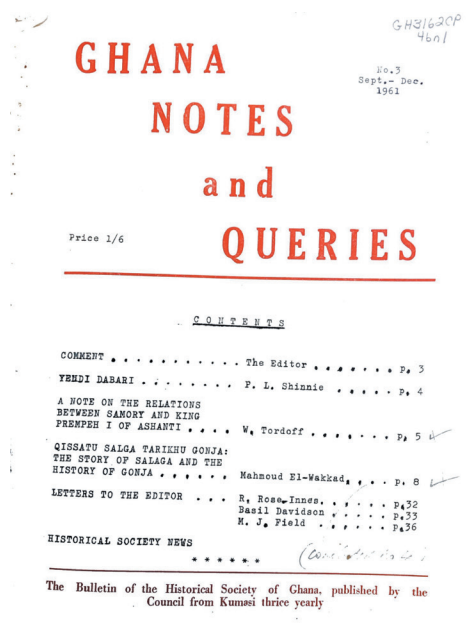 GH3162CP
46n1
GHANA
No.3
Sept.- Dec.
1961
NOTES
and
Price 1/6
QUERIES
CONTENTS
COMMENT . . . . . . . . . . . . The Editor . . . . . . . . P. 3
YENDI DABARI . . . . . . . . P. L. Shinnie . . . . . P. 4
A NOTE ON THE RELATIONS
BETWEEN SAMORY AND KING
PREMPEH I OF ASHANTI . . . . W. Tordoff . . . . . . . . P. 5
QISSATU SALGA TARIKHU GONJA:
THE STORY OF SALAGA AND THE
HISTORY OF GONJA . . . . . . Mahmoud El-Wakkad. . . . P. 8
LETTERS TO THE EDITOR . . . R. Rose-Innes. . . . . . P.32
Basil Davidson . . . . . P.33
M. J. Field . . . . . . P.36
HISTORICAL SOCIETY NEWS
* * * * * *
The Bulletin of the Historical Society of Ghana, published by the
Council from Kumasi thrice yearly